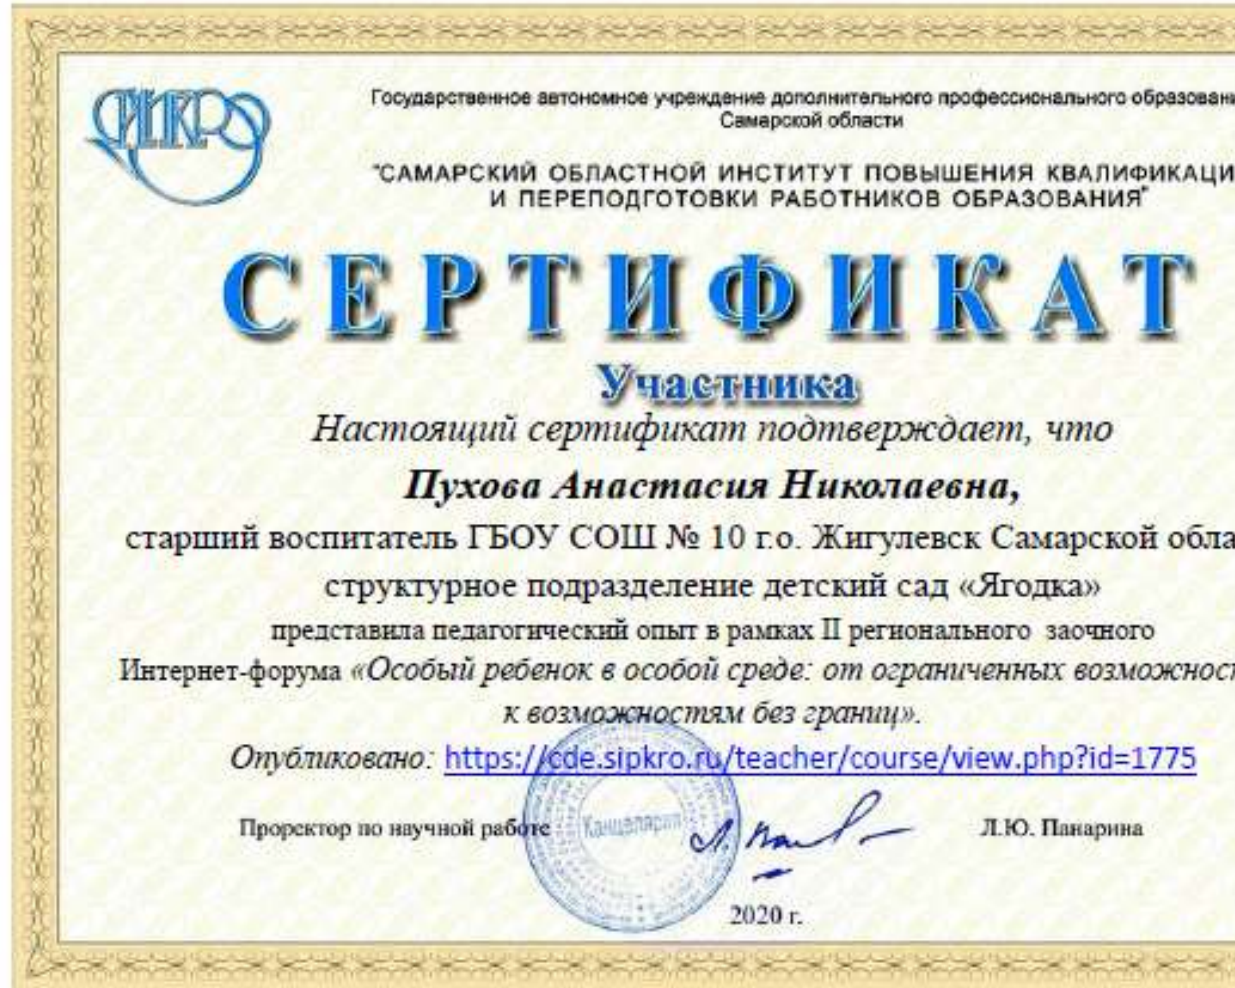 СИПКРО
Государственное автономное учреждение дополнительного профессионального образовани
Самарской области
"САМАРСКИЙ ОБЛАСТНОЙ ИНСТИТУТ ПОВЫШЕНИЯ КВАЛИФИКАЦИ
И ПЕРЕПОДГОТОВКИ РАБОТНИКОВ ОБРАЗОВАНИЯ"
СЕРТИФИКАТ
Участника
Настоящий сертификат подтверждает, что
Пухова Анастасия Николаевна,
старший воспитатель ГБОУ СОШ № 10 г.о. Жигулевск Самарской обла
структурное подразделение детский сад «Ягодка»
представила педагогический опыт в рамках II регионального заочного
Интернет-форума «Особый ребенок в особой среде: от ограниченных возможност
к возможностям без границ».
Опубликовано: https://cde.sipkro.ru/teacher/course/view.php?id=1775
Проректор по научной работе Канцелярия Л.Ю. Панарина
2020 г.